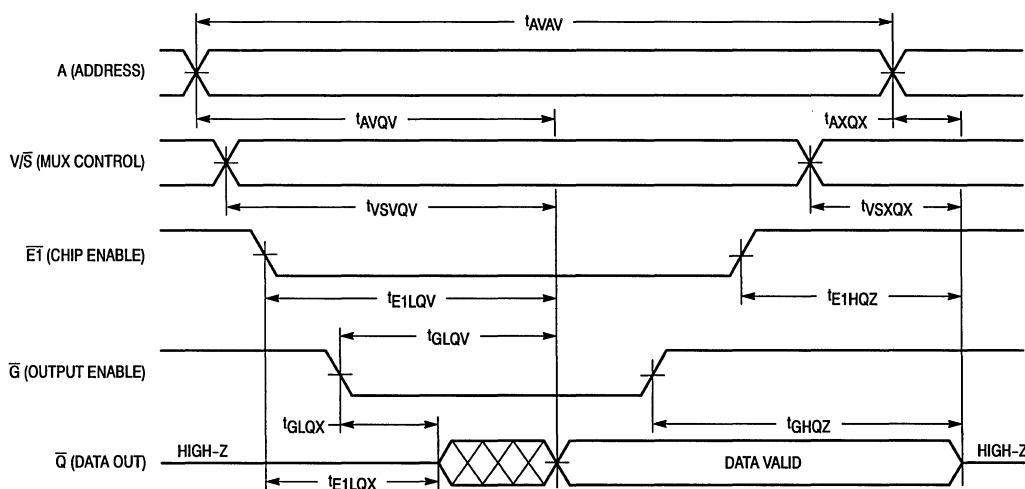 tAVAV
A (ADDRESS)
tAVQV
tAXQX
V/S̅ (MUX CONTROL)
tVSVQV
tVSXQX
E̅1̅ (CHIP ENABLE)
tE1LQV
tE1HQZ
tGLQV
G̅ (OUTPUT ENABLE)
tGLQX
tGHQZ
HIGH–Z
HIGH–Z
Q̅ (DATA OUT)
DATA VALID
tE1LQX